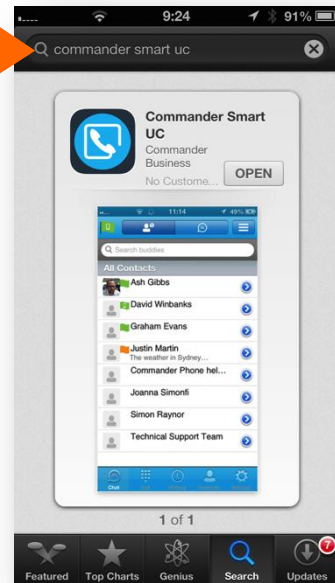 9:24
91%
commander smart uc
Commander Smart
UC
Commander
Business
No Custome...
OPEN
11:14
49%
Search buddies
All Contacts
Ash Gibbs
David Winbanks
Graham Evans
Justin Martin
The weather in Sydney...
Commander Phone hel...
Joanna Simonfi
Simon Raynor
Technical Support Team
Chat
1 of 1
7
Featured
Top Charts
Genius
Search
Updates